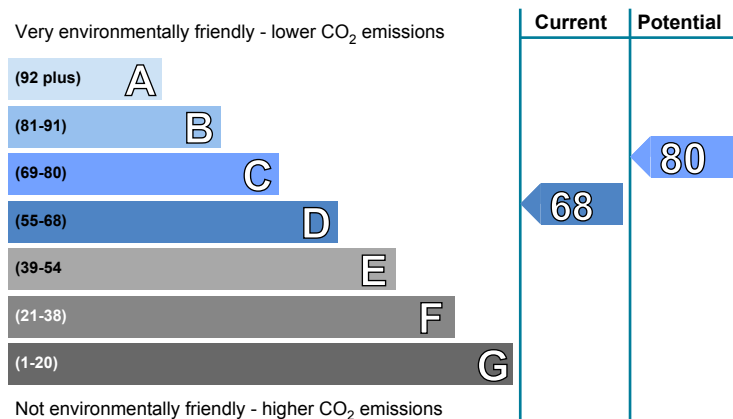 Current Potential
Very environmentally friendly - lower CO₂ emissions
(92 plus) A
(81-91) B
80
(69-80) C
68
(55-68) D
(39-54 E
(21-38) F
(1-20) G
Not environmentally friendly - higher CO₂ emissions